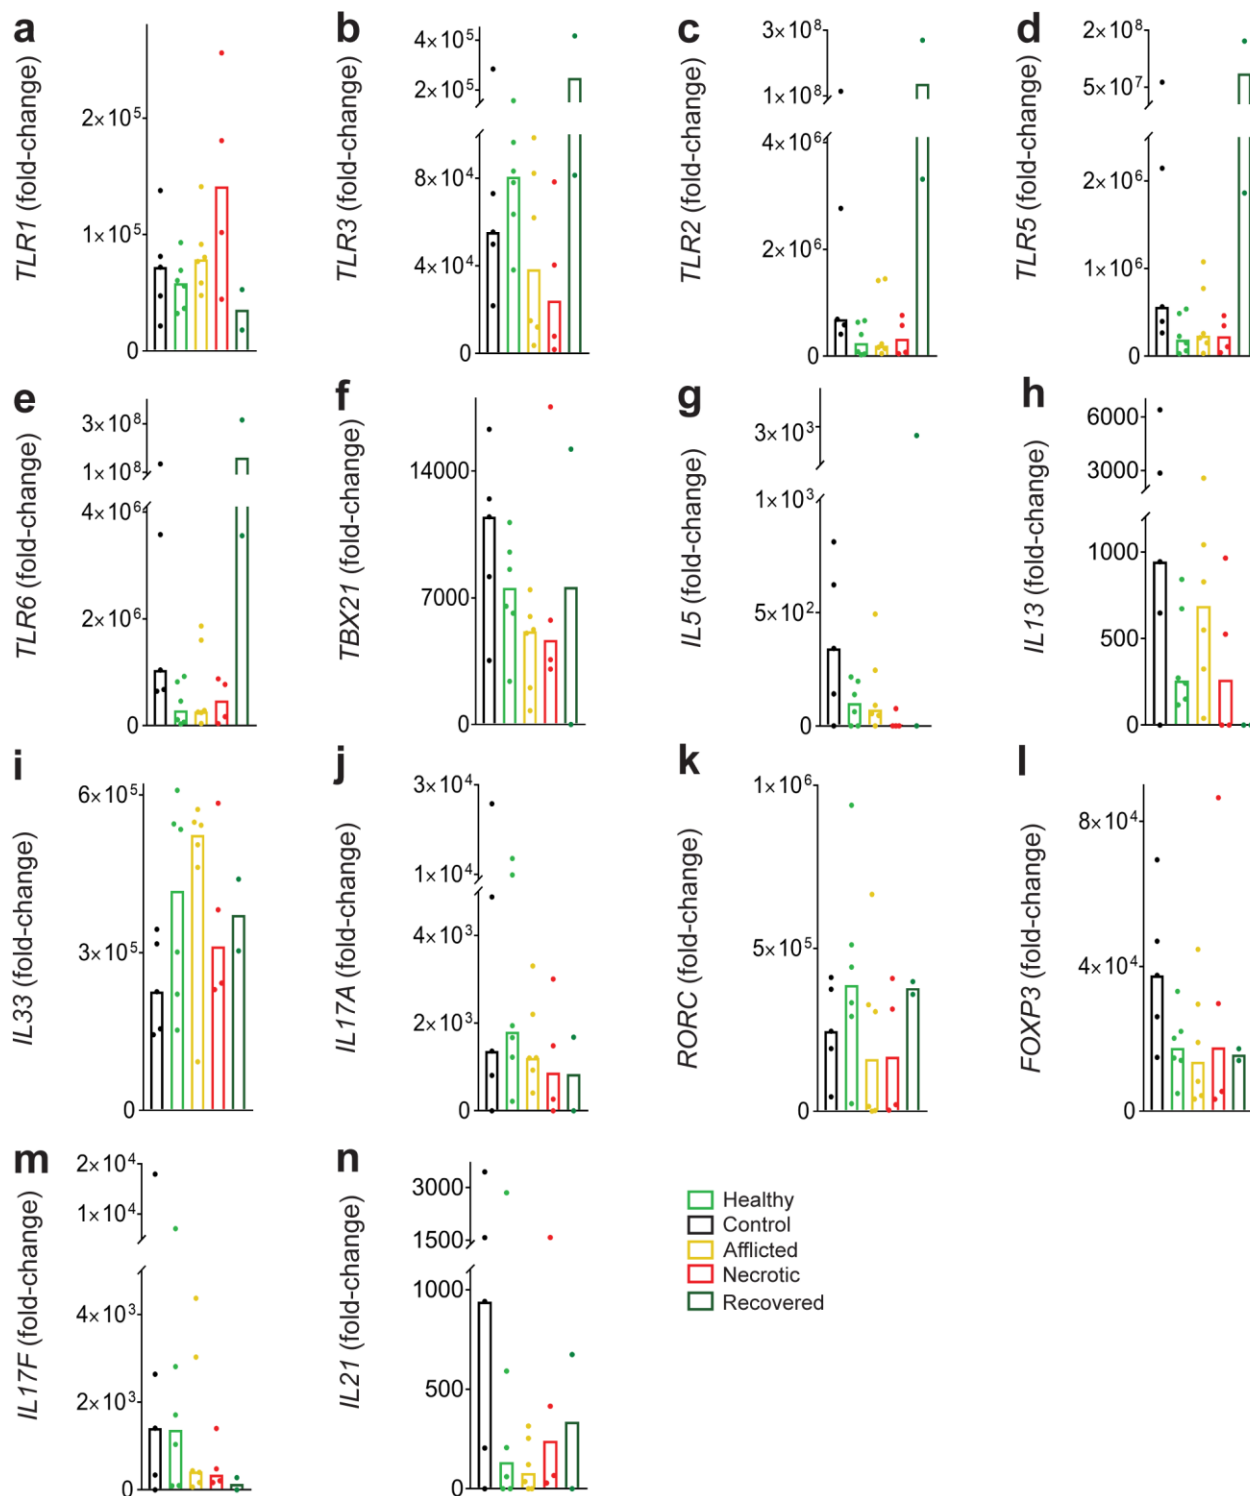 a
TLR1 (fold-change)
2×10⁵
1×10⁵
0
b
TLR3 (fold-change)
4×10⁵
2×10⁵
8×10⁴
4×10⁴
0
c
TLR2 (fold-change)
3×10⁸
1×10⁸
4×10⁶
2×10⁶
0
d
TLR5 (fold-change)
2×10⁸
5×10⁷
2×10⁶
1×10⁶
0
e
TLR6 (fold-change)
3×10⁸
1×10⁸
4×10⁶
2×10⁶
0
f
TBX21 (fold-change)
14000
7000
0
g
IL5 (fold-change)
3×10³
1×10³
5×10²
0
h
IL13 (fold-change)
6000
3000
1000
500
0
i
IL33 (fold-change)
6×10⁵
3×10⁵
0
j
IL17A (fold-change)
3×10⁴
1×10⁴
4×10³
2×10³
0
k
RORC (fold-change)
1×10⁶
5×10⁵
0
l
FOXP3 (fold-change)
8×10⁴
4×10⁴
0
m
IL17F (fold-change)
2×10⁴
1×10⁴
4×10³
2×10³
0
n
IL21 (fold-change)
3000
1500
1000
500
0
Healthy
Control
Afflicted
Necrotic
Recovered